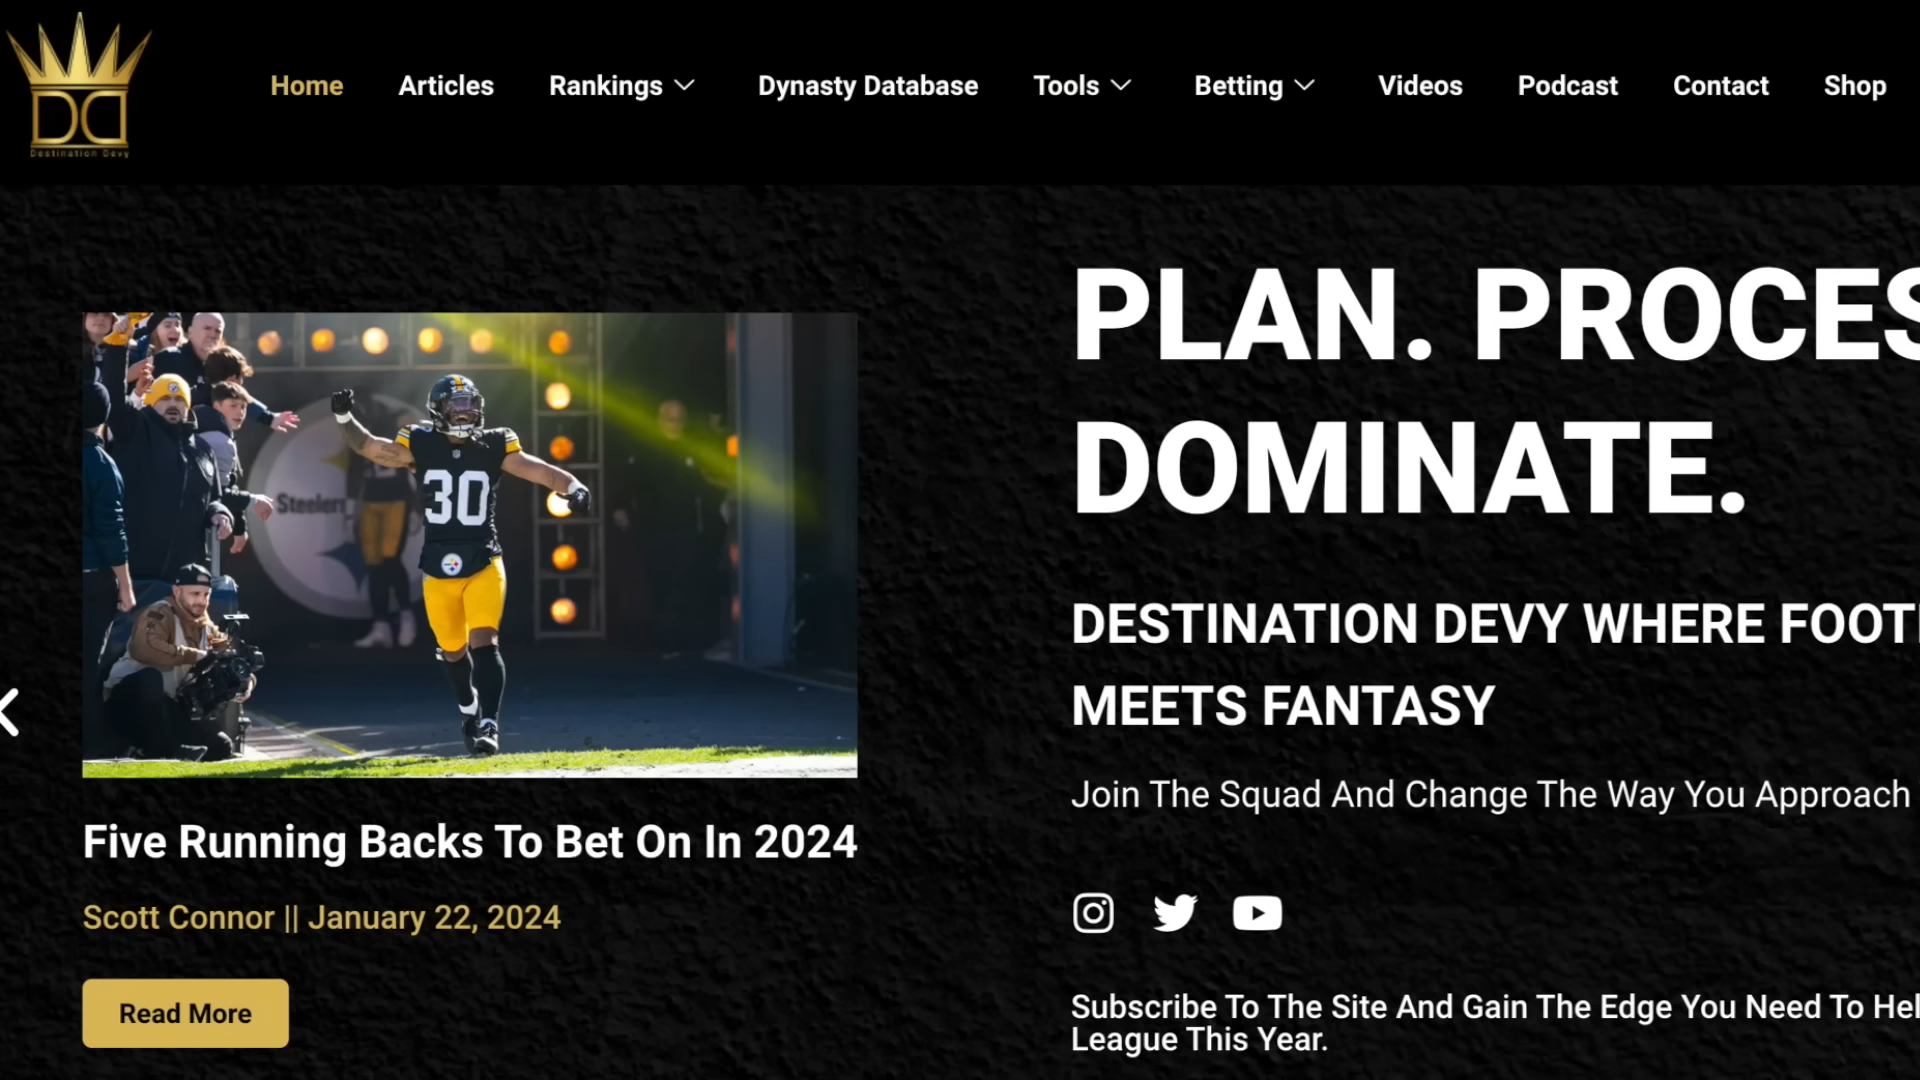 DD
Destination Devy
Home Articles Rankings Dynasty Database Tools Betting Videos Podcast Contact Shop
Steelers
30
Five Running Backs To Bet On In 2024
Scott Connor || January 22, 2024
Read More
PLAN. PROCES
DOMINATE.
DESTINATION DEVY WHERE FOOT
MEETS FANTASY
Join The Squad And Change The Way You Approach
Subscribe To The Site And Gain The Edge You Need To Hel
League This Year.